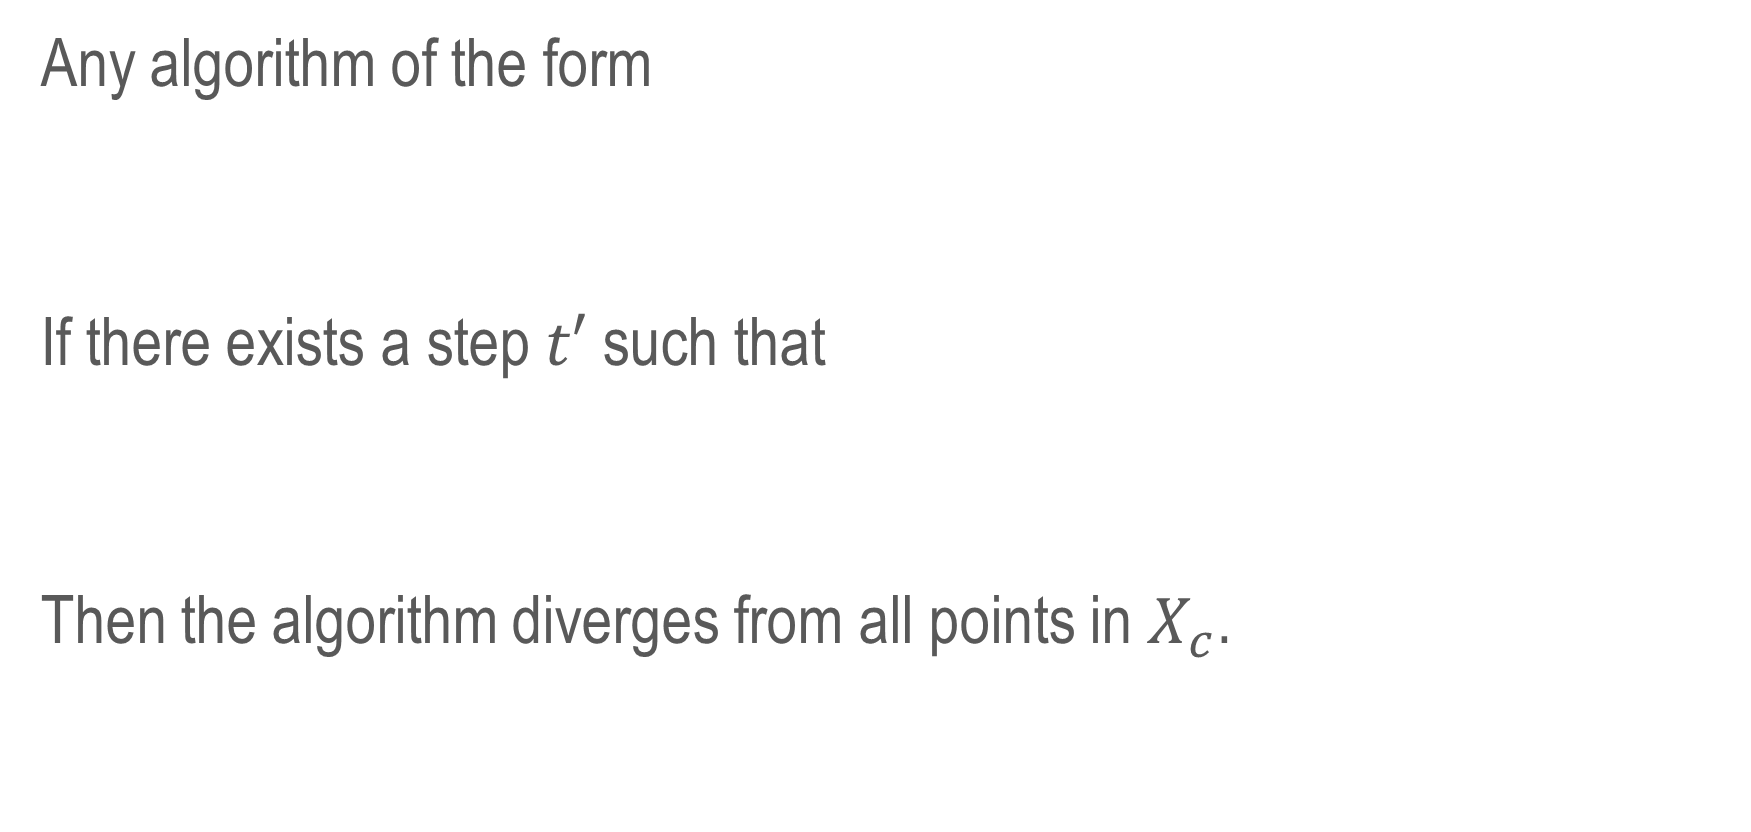 Any algorithm of the form
If there exists a step t′ such that
Then the algorithm diverges from all points in X_c.